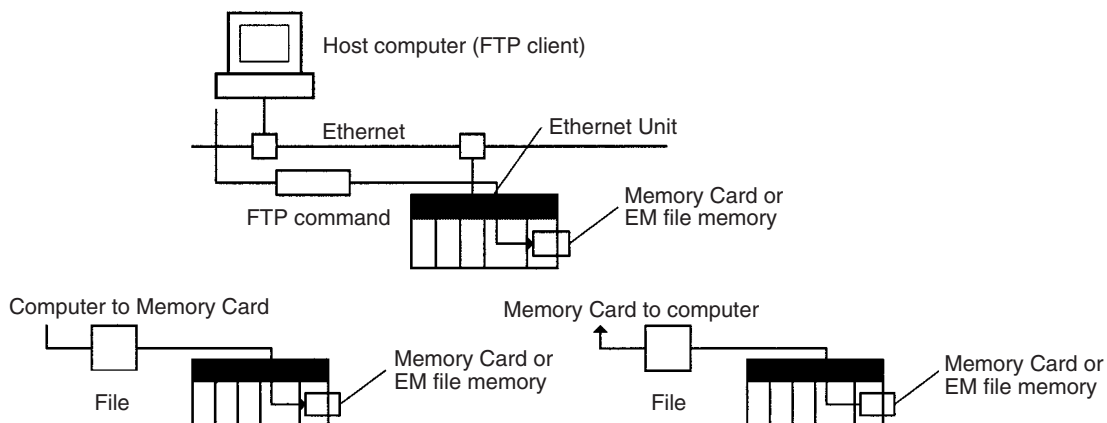 Host computer (FTP client)
Ethernet
Ethernet Unit
FTP command
Memory Card or
EM file memory
Computer to Memory Card
File
Memory Card or
EM file memory
Memory Card to computer
File
Memory Card or
EM file memory